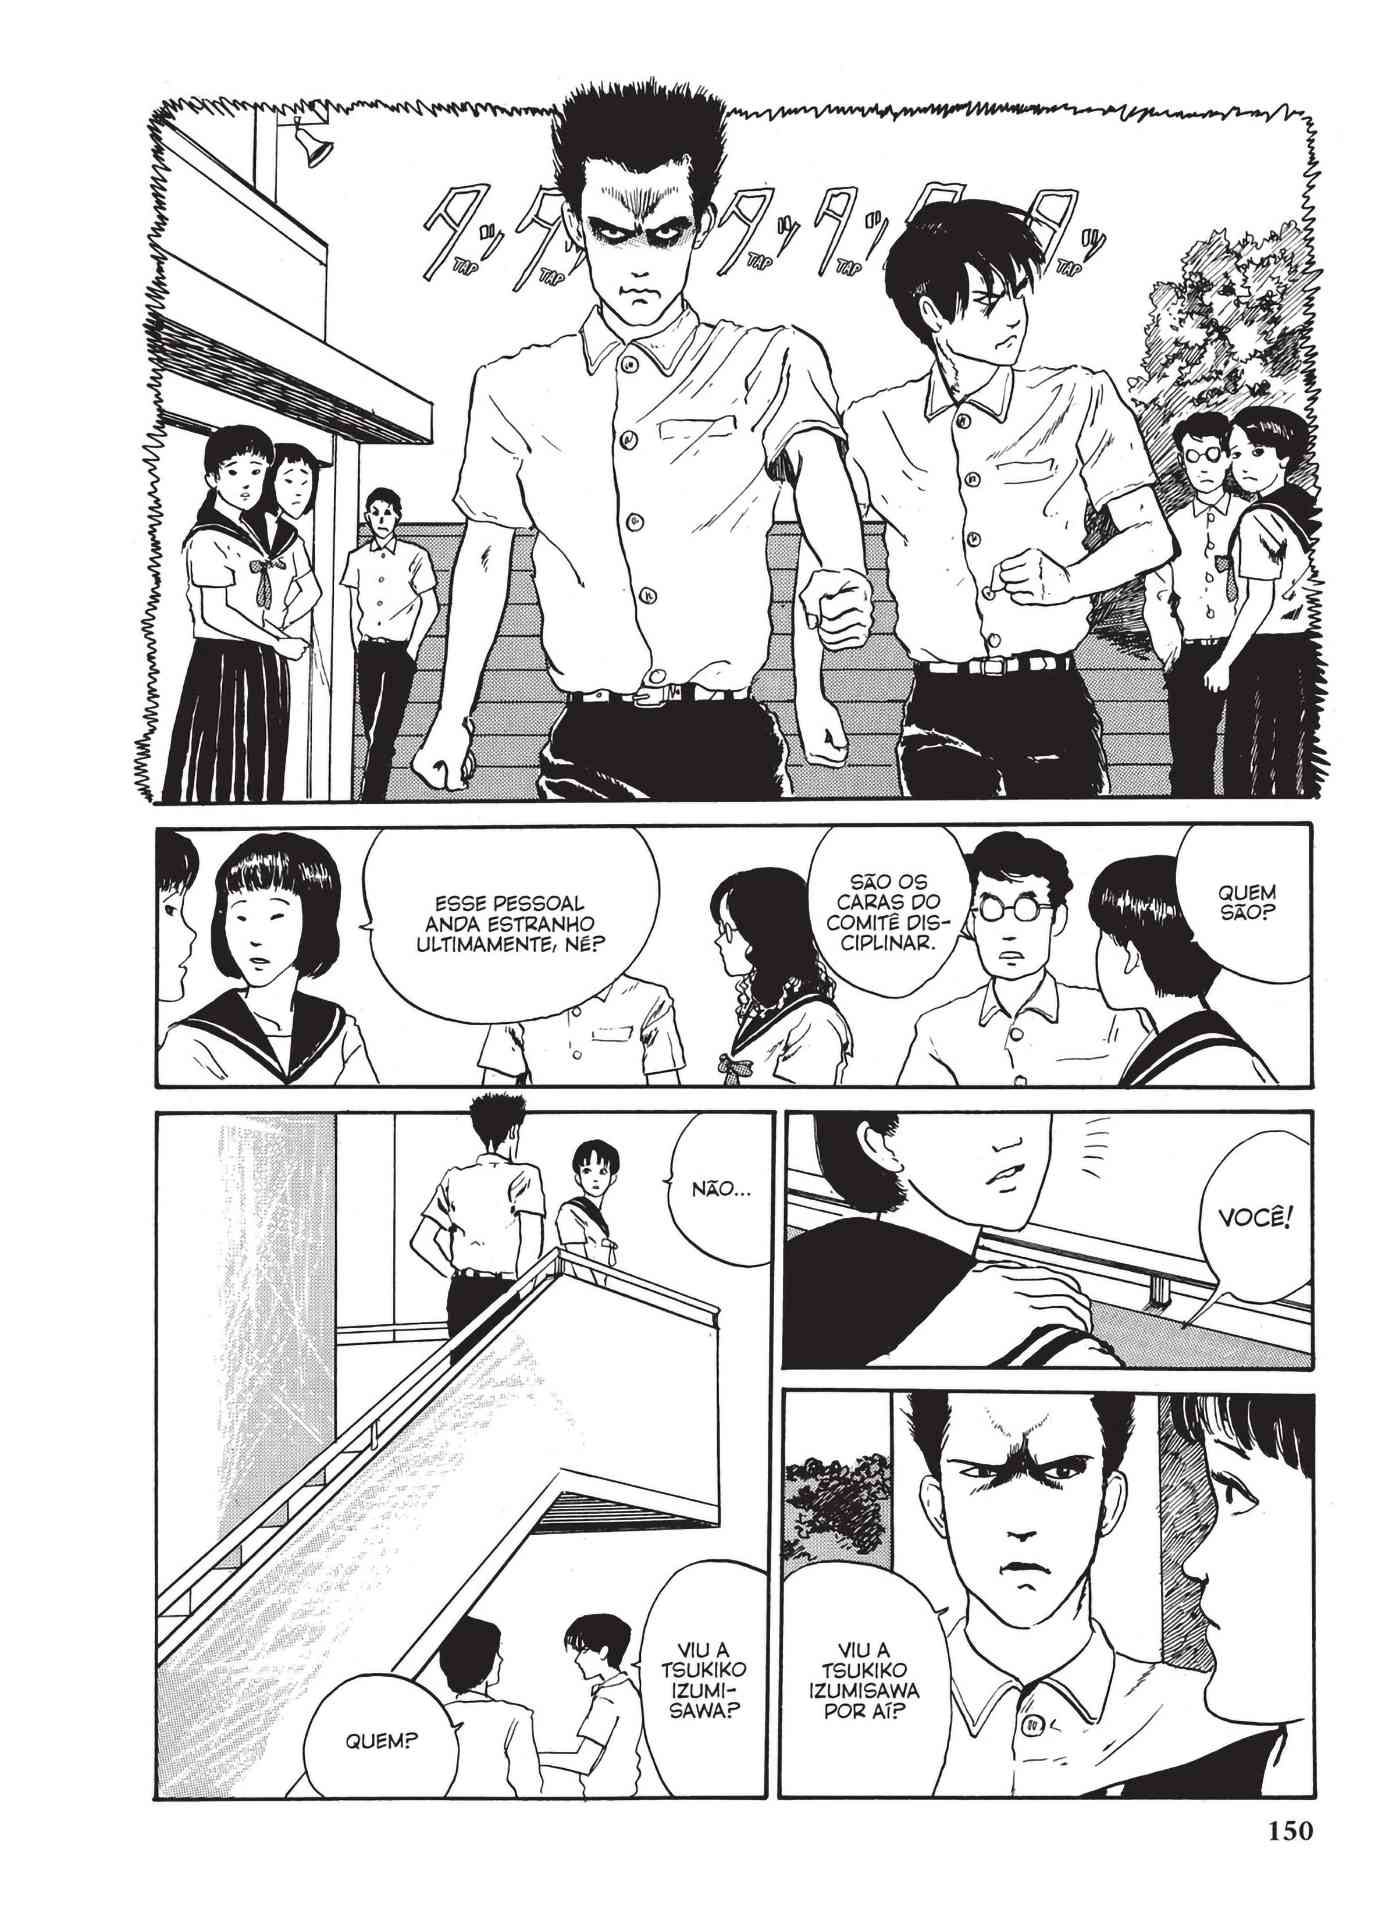 タッ タッ タッ タッ タッ タッ
TAP TAP TAP TAP TAP
QUEM
SÃO?
SÃO OS
CARAS DO
COMITÊ DIS-
CIPLINAR.
ESSE PESSOAL
ANDA ESTRANHO
ULTIMAMENTE, NÉ?
VOCÊ!
VIU A
TSUKIKO
IZUMISAWA
POR AÍ?
NÃO...
VIU A
TSUKIKO
IZUMI-
SAWA?
QUEM?
150